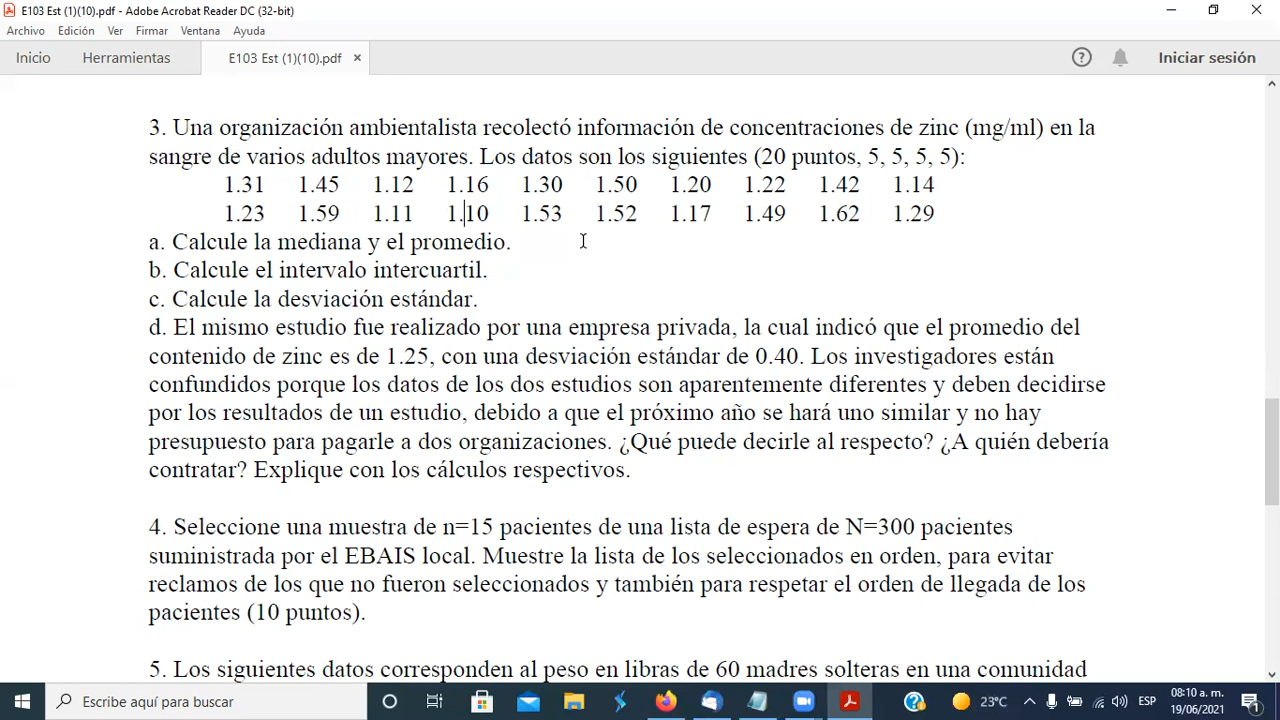 E103 Est (1)(10).pdf - Adobe Acrobat Reader DC (32-bit)
Archivo Edición Ver Firmar Ventana Ayuda
Inicio Herramientas E103 Est (1)(10).pdf × ? Iniciar sesión
3. Una organización ambientalista recolectó información de concentraciones de zinc (mg/ml) en la
sangre de varios adultos mayores. Los datos son los siguientes (20 puntos, 5, 5, 5, 5):
1.31 1.45 1.12 1.16 1.30 1.50 1.20 1.22 1.42 1.14
1.23 1.59 1.11 1.10 1.53 1.52 1.17 1.49 1.62 1.29
a. Calcule la mediana y el promedio.
b. Calcule el intervalo intercuartil.
c. Calcule la desviación estándar.
d. El mismo estudio fue realizado por una empresa privada, la cual indicó que el promedio del
contenido de zinc es de 1.25, con una desviación estándar de 0.40. Los investigadores están
confundidos porque los datos de los dos estudios son aparentemente diferentes y deben decidirse
por los resultados de un estudio, debido a que el próximo año se hará uno similar y no hay
presupuesto para pagarle a dos organizaciones. ¿Qué puede decirle al respecto? ¿A quién debería
contratar? Explique con los cálculos respectivos.
4. Seleccione una muestra de n=15 pacientes de una lista de espera de N=300 pacientes
suministrada por el EBAIS local. Muestre la lista de los seleccionados en orden, para evitar
reclamos de los que no fueron seleccionados y también para respetar el orden de llegada de los
pacientes (10 puntos).
5. Los siguientes datos corresponden al peso en libras de 60 madres solteras en una comunidad
Escribe aquí para buscar 23°C ESP 08:10 a. m.
19/06/2021 1